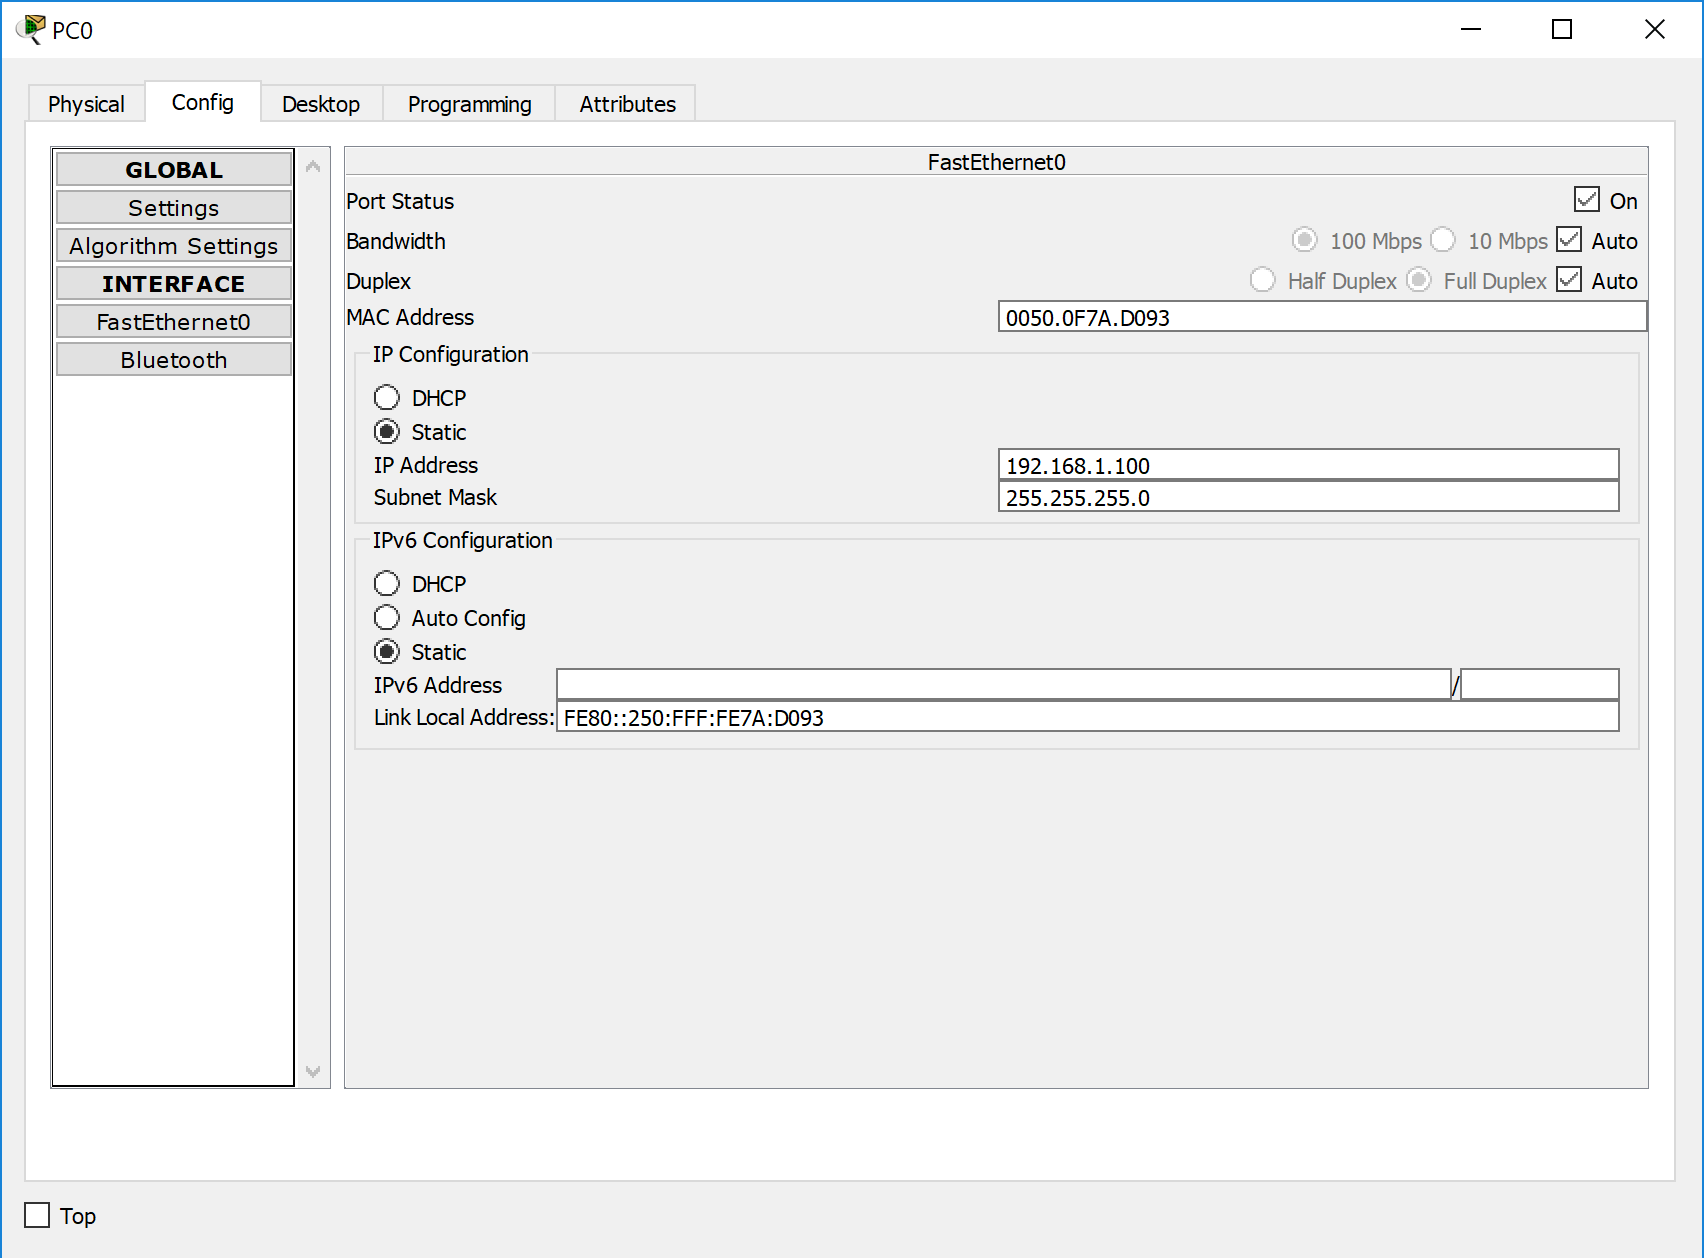 PC0
Physical Config Desktop Programming Attributes
GLOBAL
Settings
Algorithm Settings
INTERFACE
FastEthernet0
Bluetooth
FastEthernet0
Port Status On
Bandwidth 100 Mbps 10 Mbps Auto
Duplex Half Duplex Full Duplex Auto
MAC Address 0050.0F7A.D093
IP Configuration
DHCP
Static
IP Address 192.168.1.100
Subnet Mask 255.255.255.0
IPv6 Configuration
DHCP
Auto Config
Static
IPv6 Address /
Link Local Address: FE80::250:FFF:FE7A:D093
Top